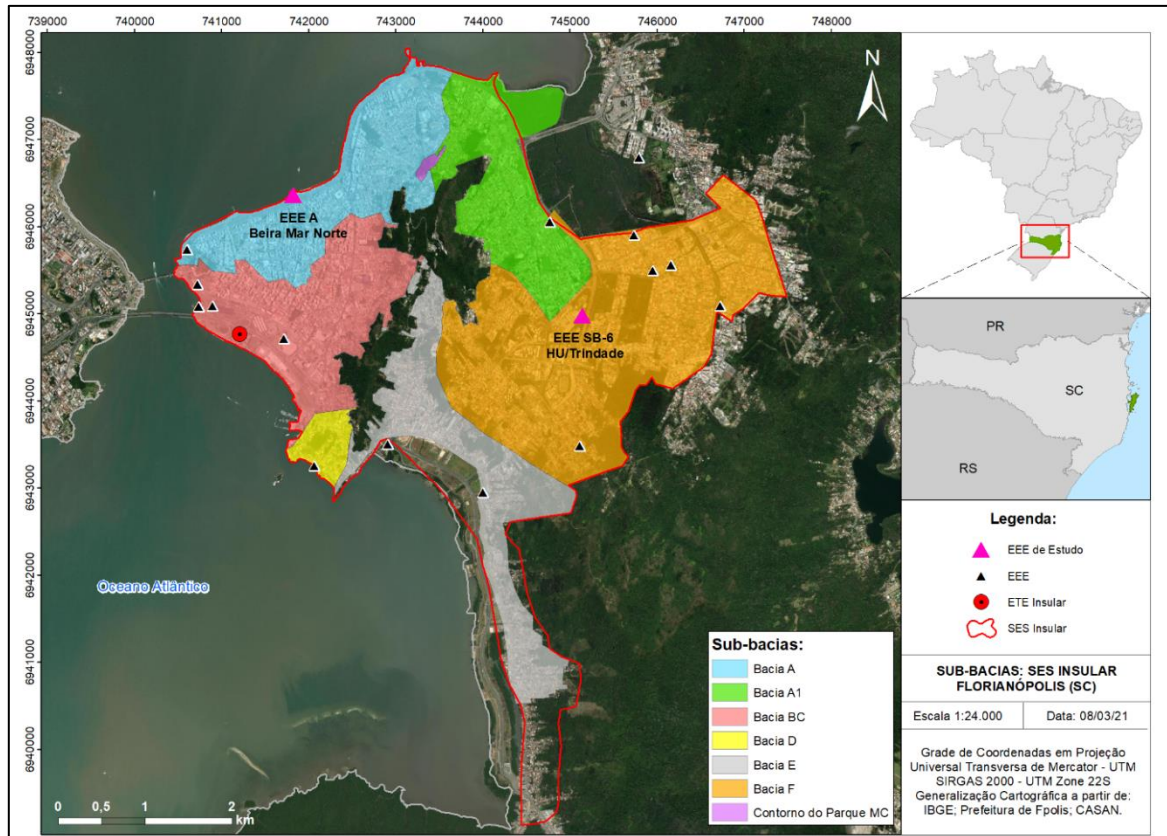 739000 740000 741000 742000 743000 744000 745000 746000 747000 748000
6948000
6947000
6946000
6945000
6944000
6943000
6942000
6941000
6940000
N
EEE A
Beira Mar Norte
EEE SB-6
HU/Trindade
Oceano Atlântico
0 0,5 1 2
km
Sub-bacias:
Bacia A
Bacia A1
Bacia BC
Bacia D
Bacia E
Bacia F
Contorno do Parque MC
PR
SC
RS
Legenda:
EEE de Estudo
EEE
ETE Insular
SES Insular
SUB-BACIAS: SES INSULAR
FLORIANÓPOLIS (SC)
Escala 1:24.000 Data: 08/03/21
Grade de Coordenadas em Projeção
Universal Transversa de Mercator - UTM
SIRGAS 2000 - UTM Zone 22S
Generalização Cartográfica a partir de:
IBGE; Prefeitura de Fpolis; CASAN.